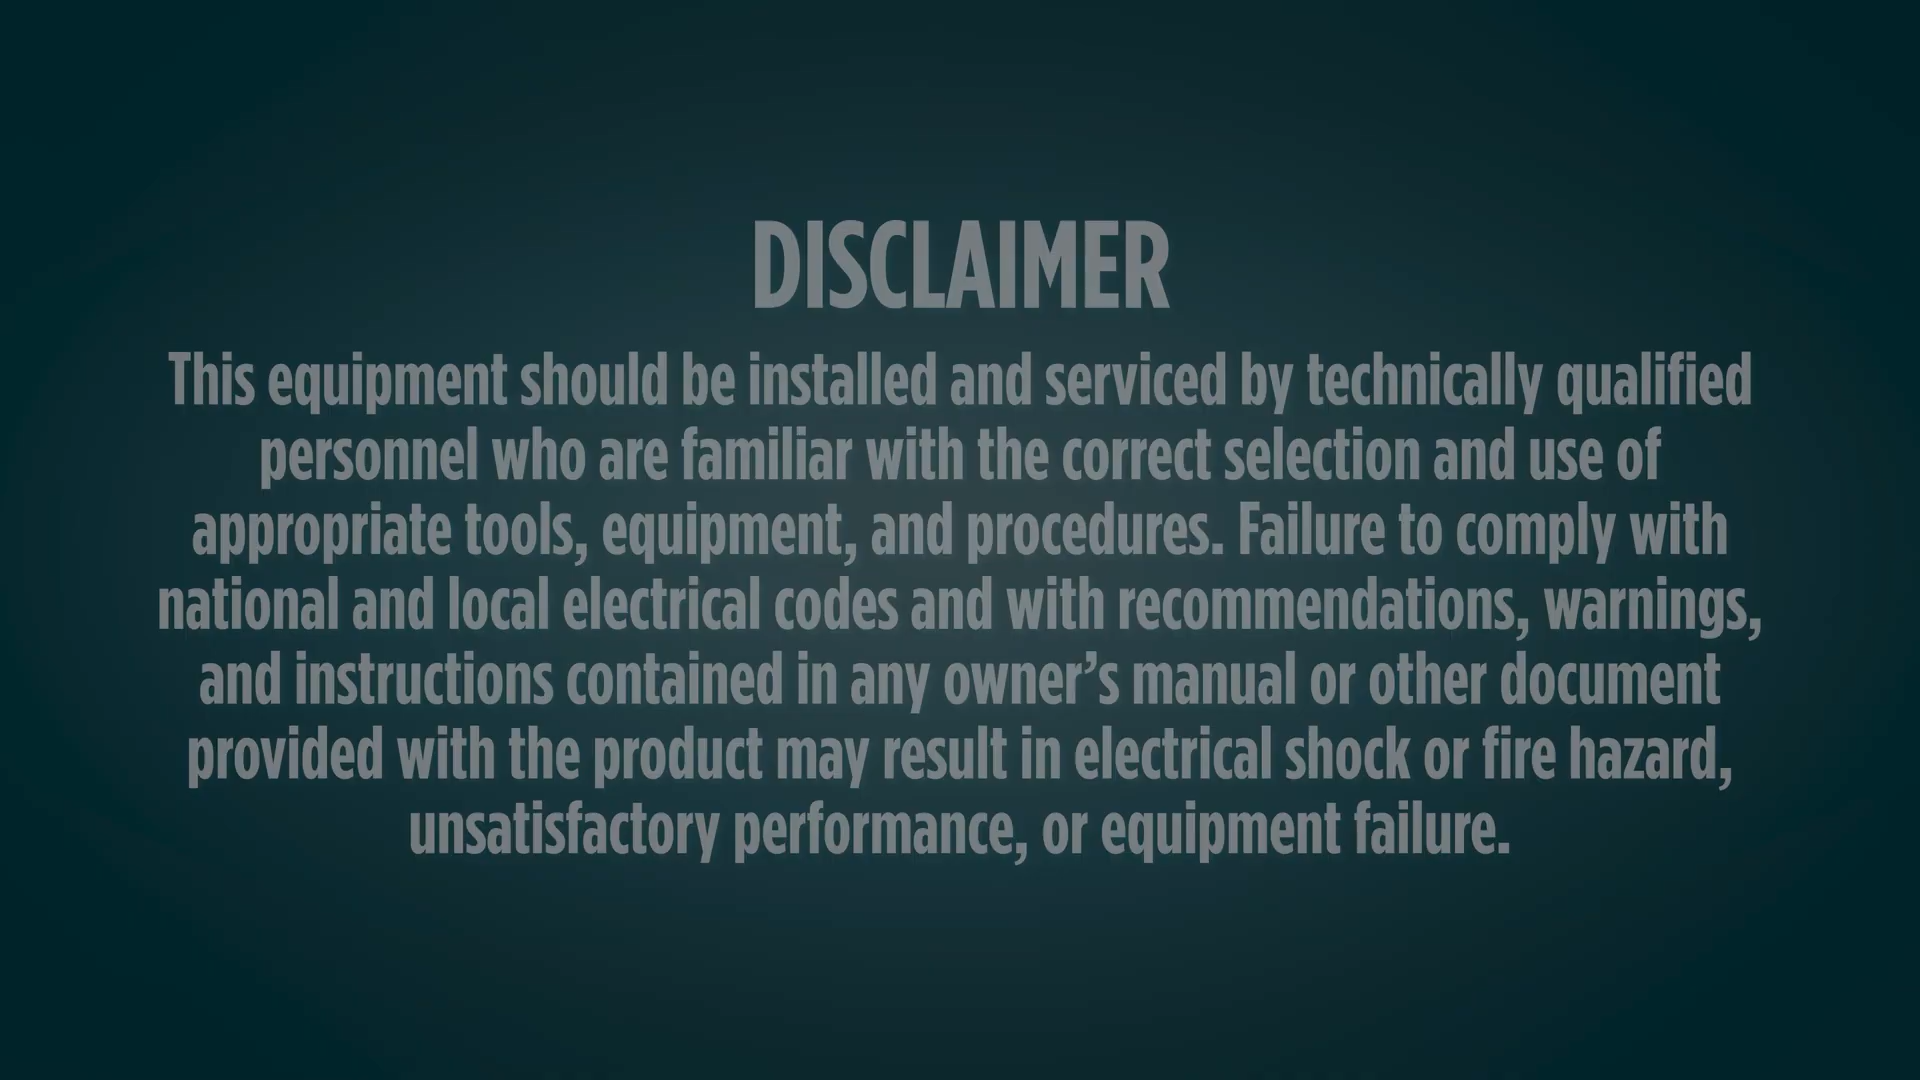 DISCLAIMER
This equipment should be installed and serviced by technically qualified
personnel who are familiar with the correct selection and use of
appropriate tools, equipment, and procedures. Failure to comply with
national and local electrical codes and with recommendations, warnings,
and instructions contained in any owner’s manual or other document
provided with the product may result in electrical shock or fire hazard,
unsatisfactory performance, or equipment failure.